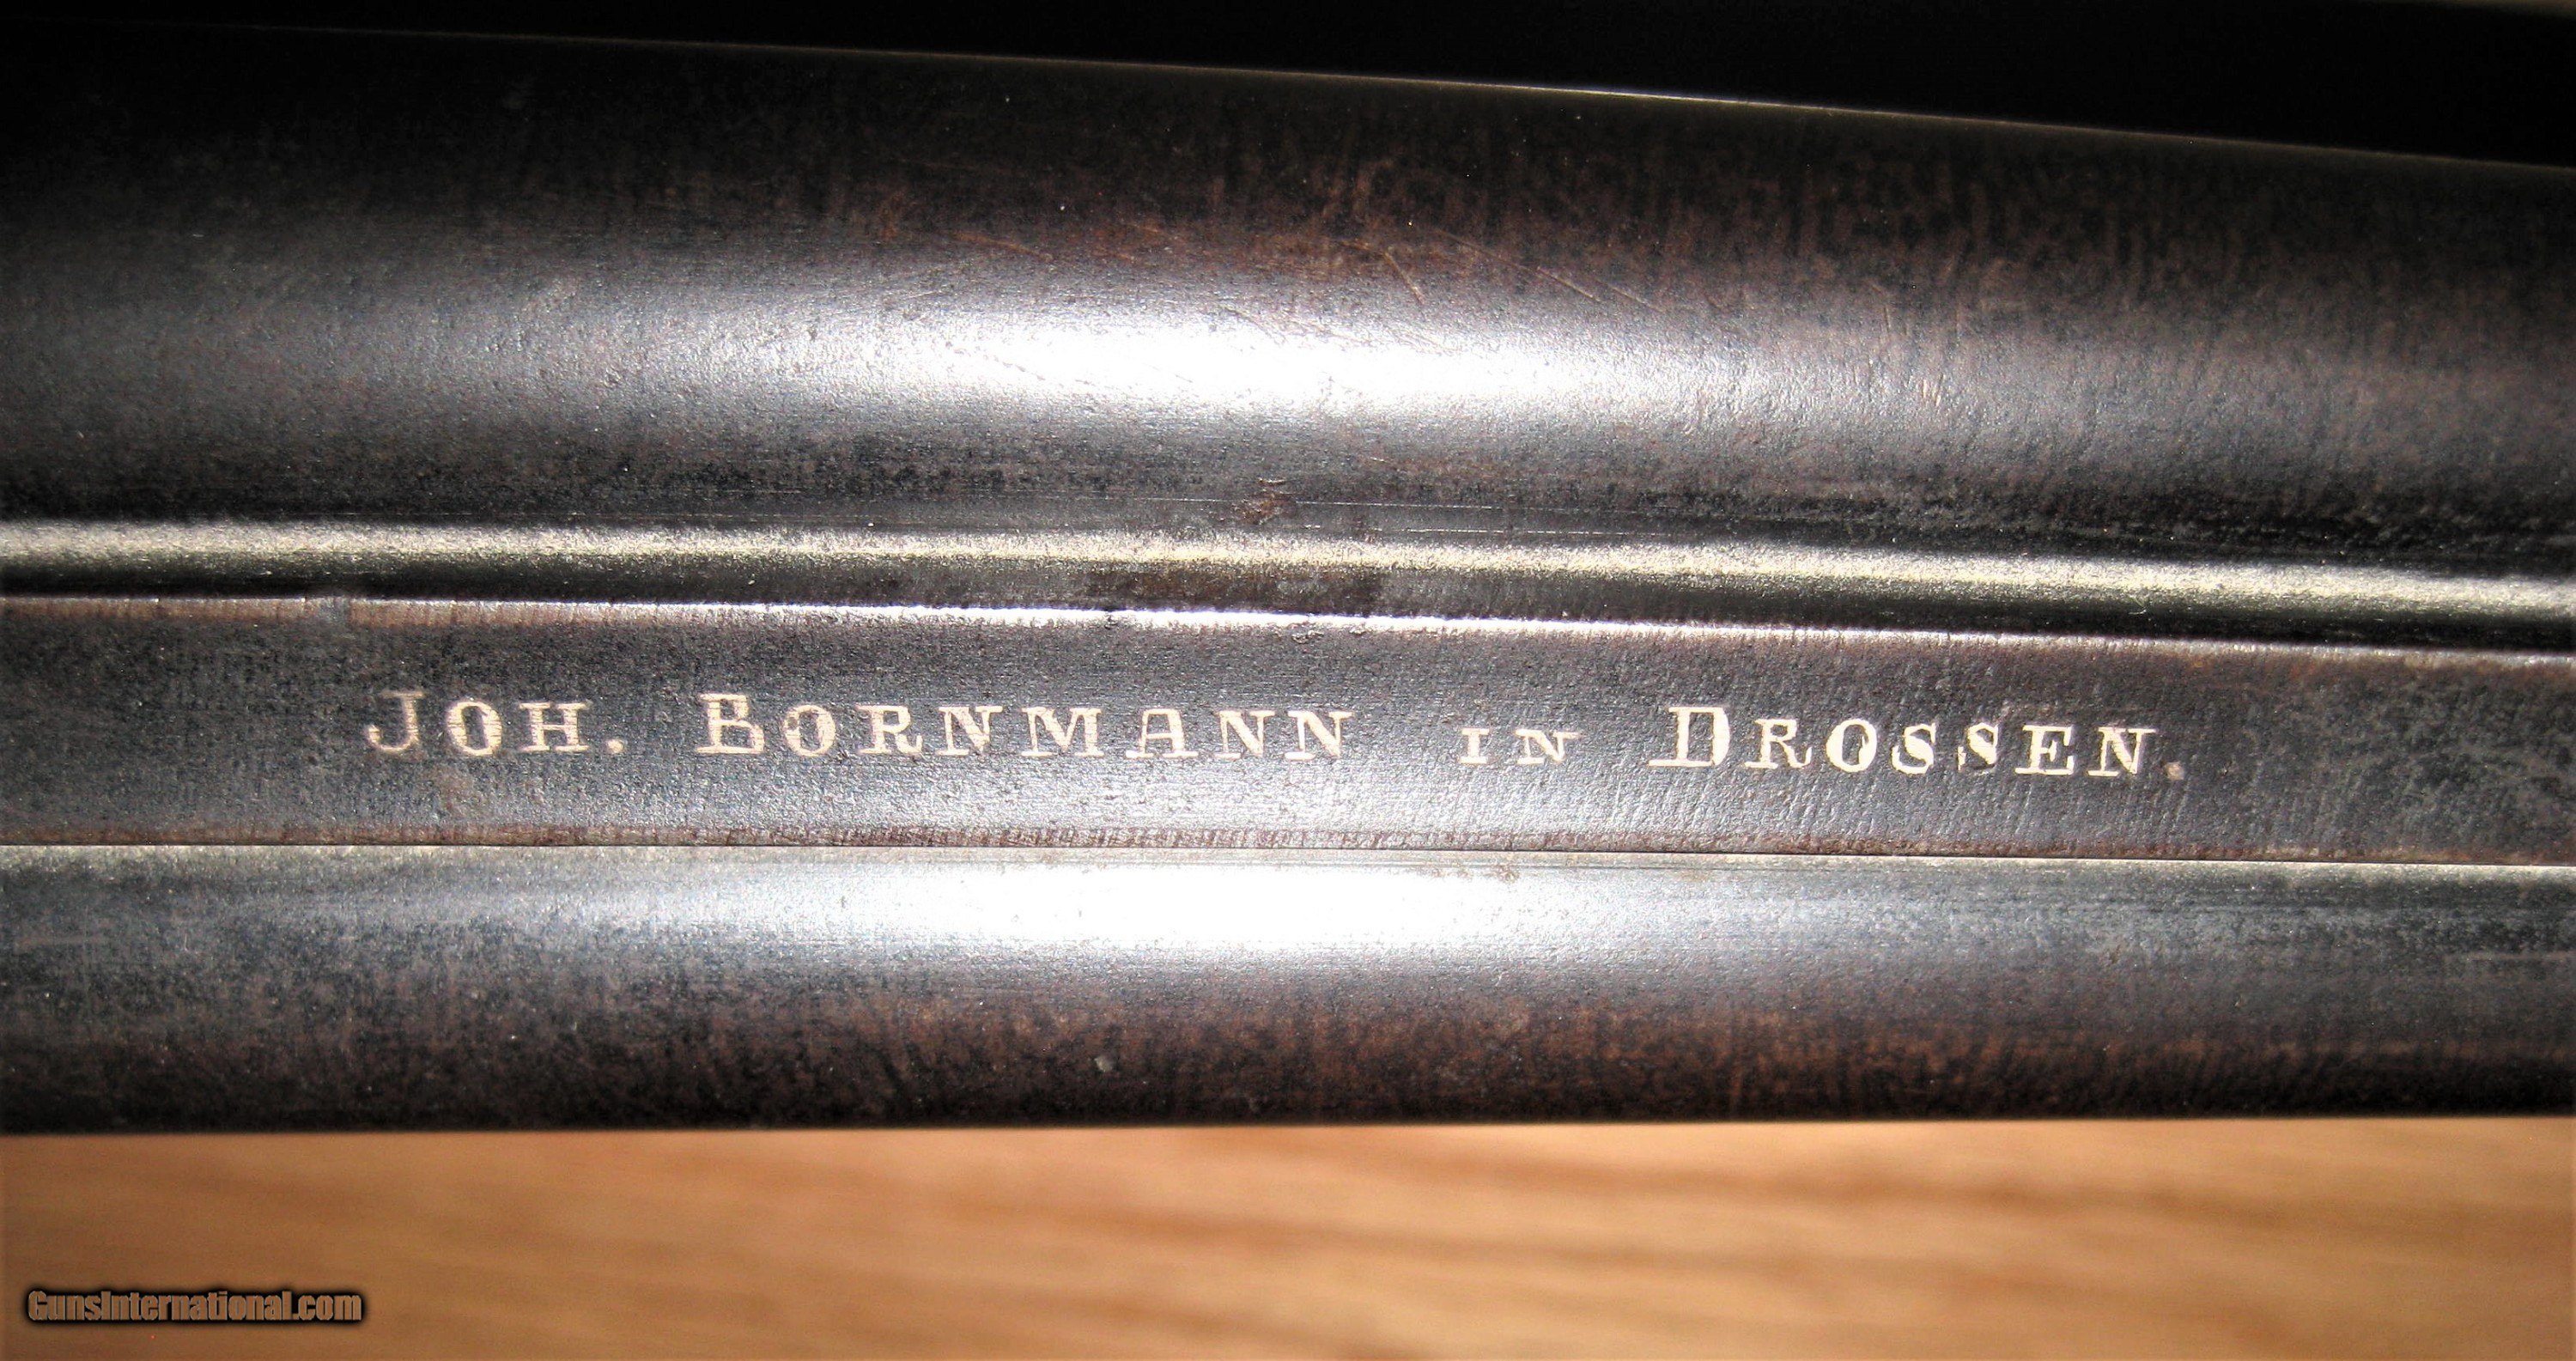 JOH. BORNMANN IN DROSSEN.
GunsInternational.com